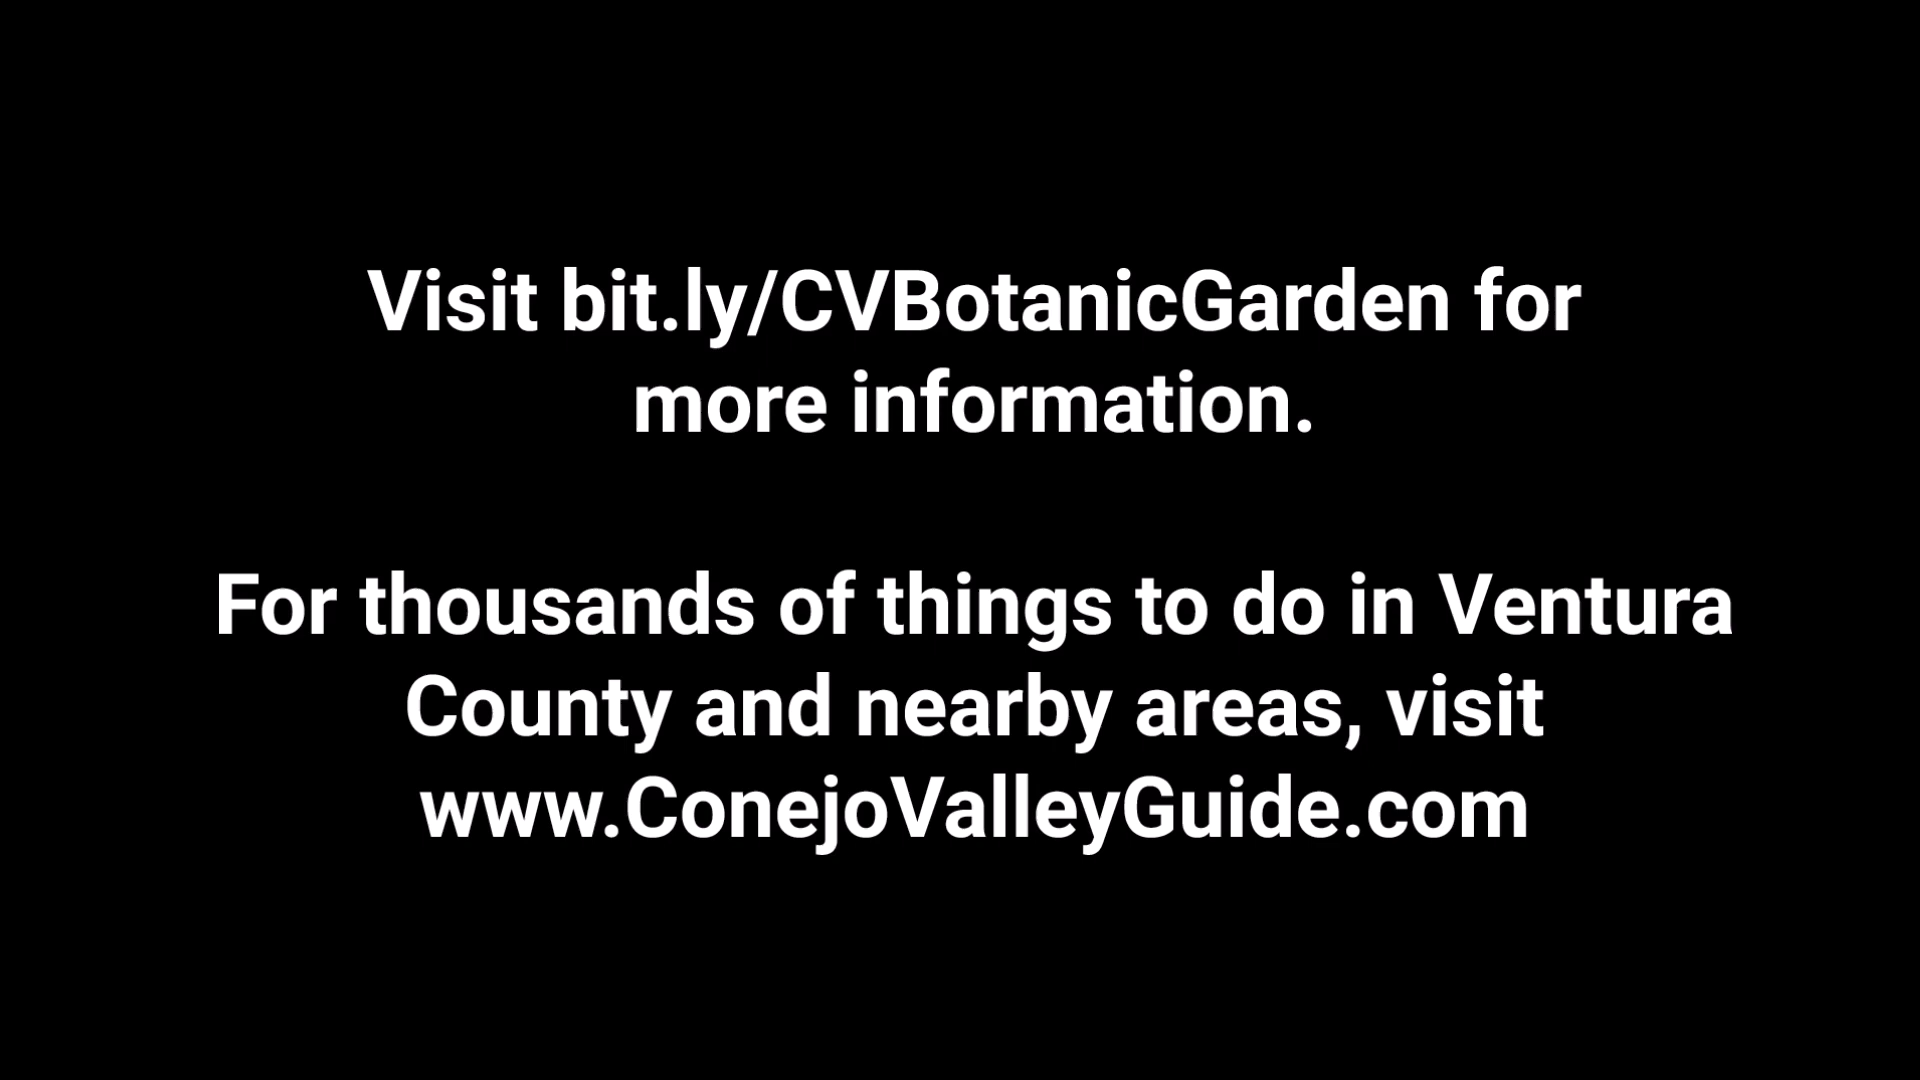 Visit bit.ly/CVBotanicGarden for
more information.
For thousands of things to do in Ventura
County and nearby areas, visit
www.ConejoValleyGuide.com